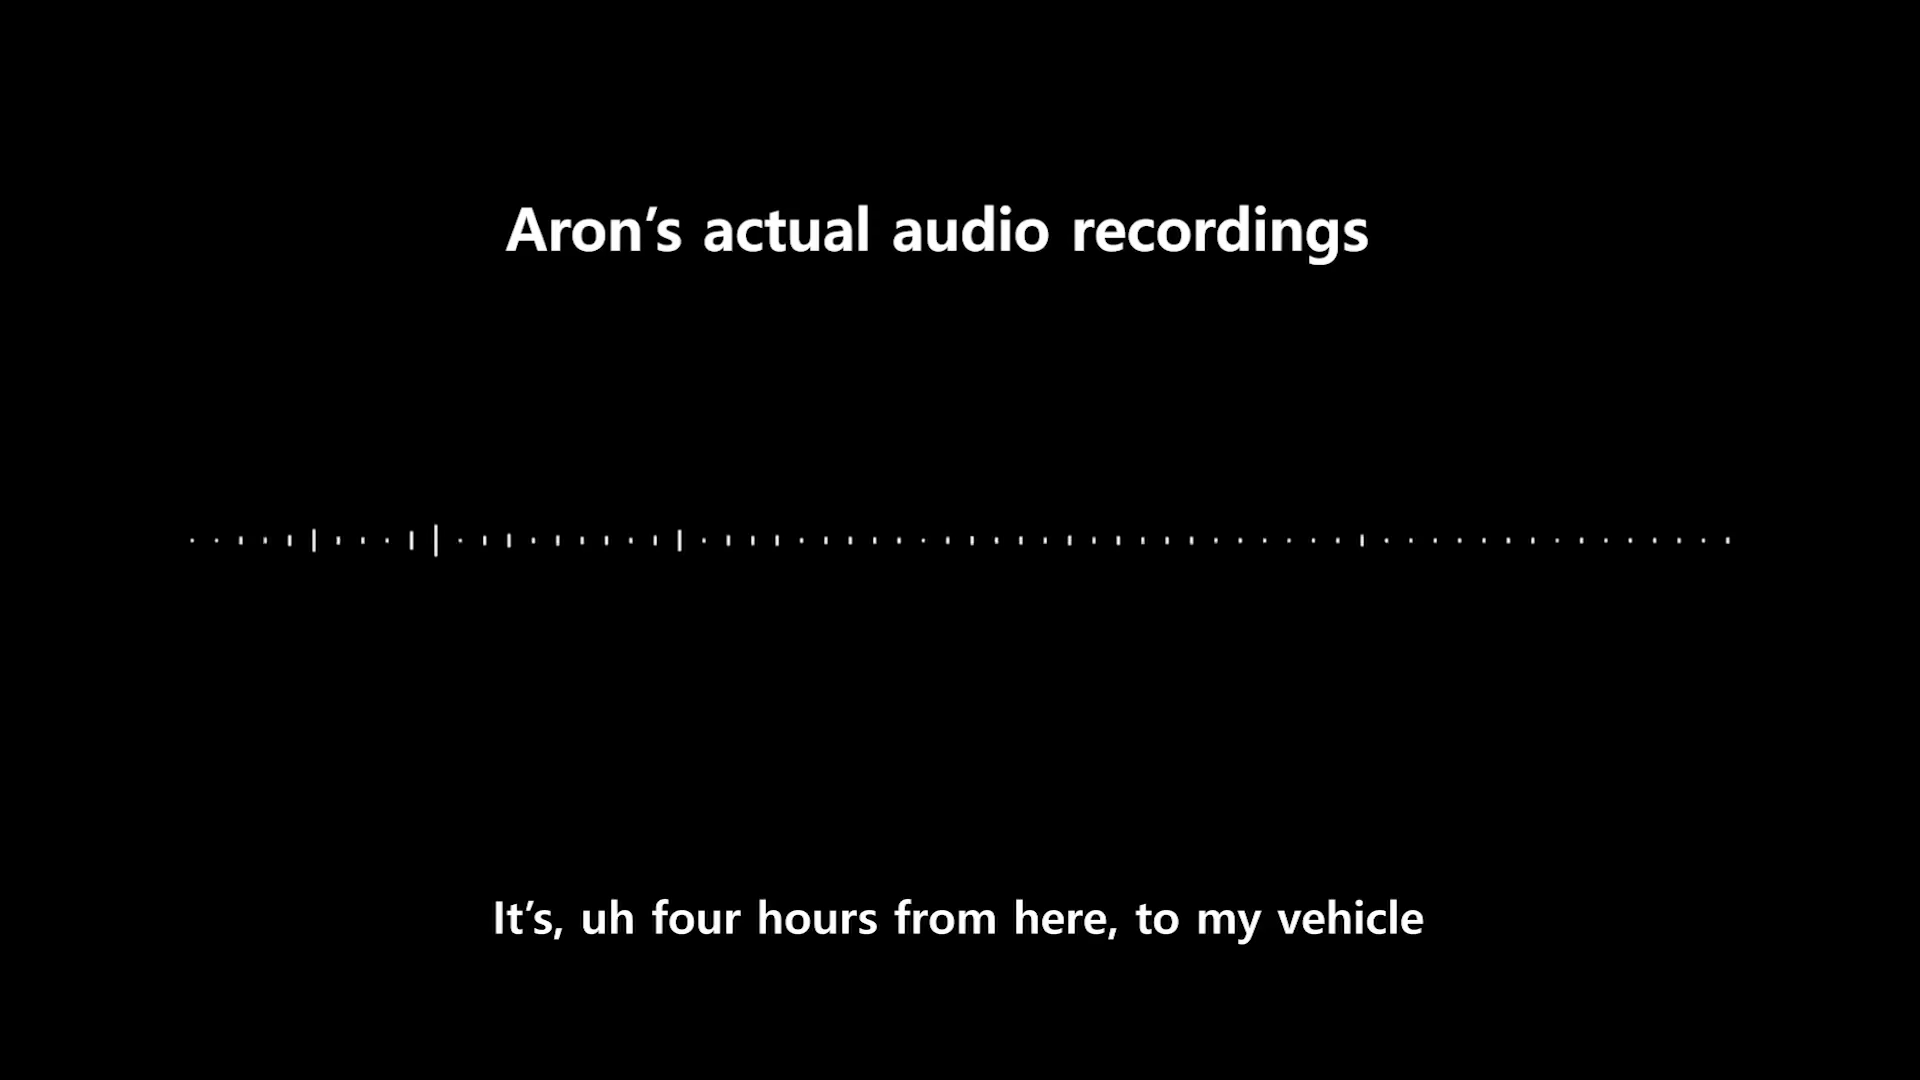 Aron’s actual audio recordings
It’s, uh four hours from here, to my vehicle